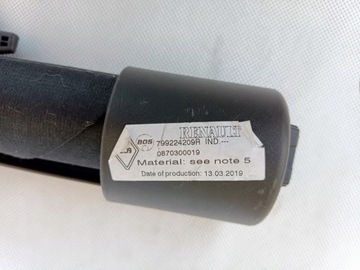 RENAULT
BOS 799224209R IND.---
0870300019
Material: see note 5
Date of production: 13.03.2019